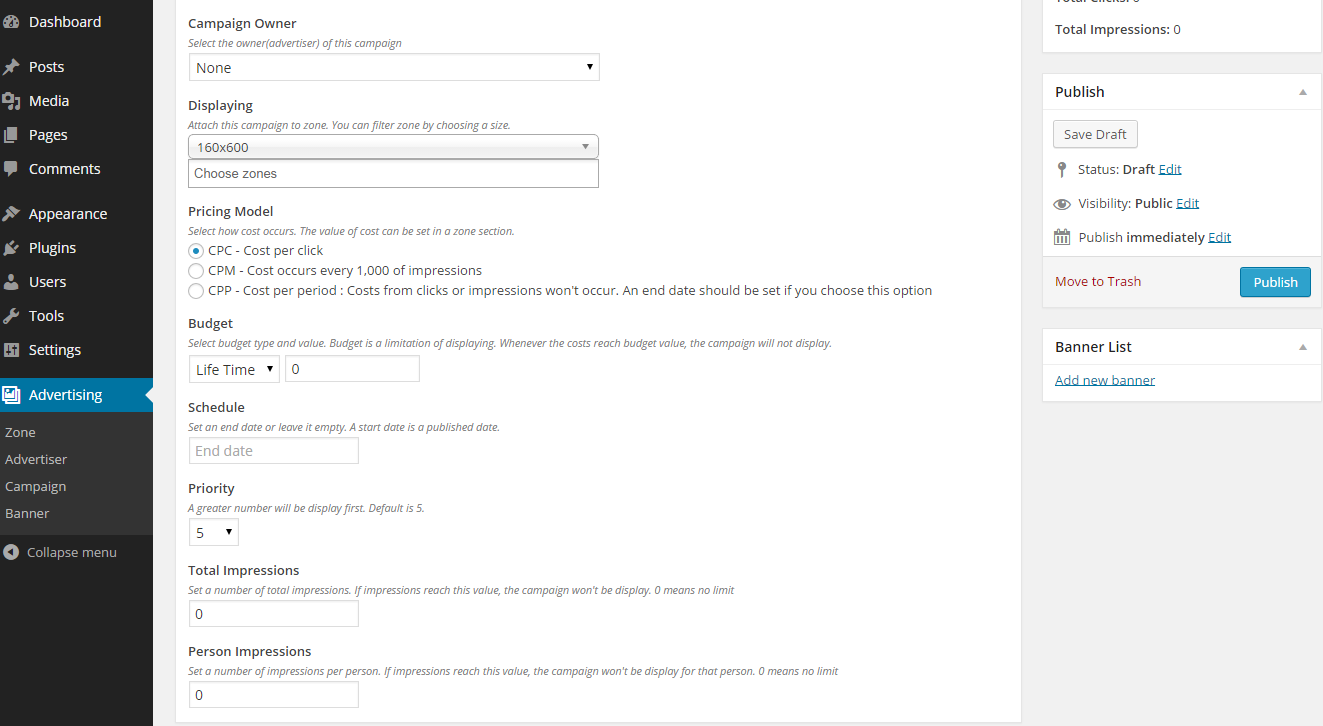 Dashboard
Posts
Media
Pages
Comments
Appearance
Plugins
Users
Tools
Settings
Advertising
Zone
Advertiser
Campaign
Banner
Collapse menu
Campaign Owner
Select the owner(advertiser) of this campaign
None
Displaying
Attach this campaign to zone. You can filter zone by choosing a size.
160x600
Choose zones
Pricing Model
Select how cost occurs. The value of cost can be set in a zone section.
CPC - Cost per click
CPM - Cost occurs every 1,000 of impressions
CPP - Cost per period : Costs from clicks or impressions won't occur. An end date should be set if you choose this option
Budget
Select budget type and value. Budget is a limitation of displaying. Whenever the costs reach budget value, the campaign will not display.
Life Time 0
Schedule
Set an end date or leave it empty. A start date is a published date.
End date
Priority
A greater number will be display first. Default is 5.
5
Total Impressions
Set a number of total impressions. If impressions reach this value, the campaign won't be display. 0 means no limit
0
Person Impressions
Set a number of impressions per person. If impressions reach this value, the campaign won't be display for that person. 0 means no limit
0
Total Clicks: 0
Total Impressions: 0
Publish
Save Draft
Status: Draft Edit
Visibility: Public Edit
Publish immediately Edit
Move to Trash
Publish
Banner List
Add new banner